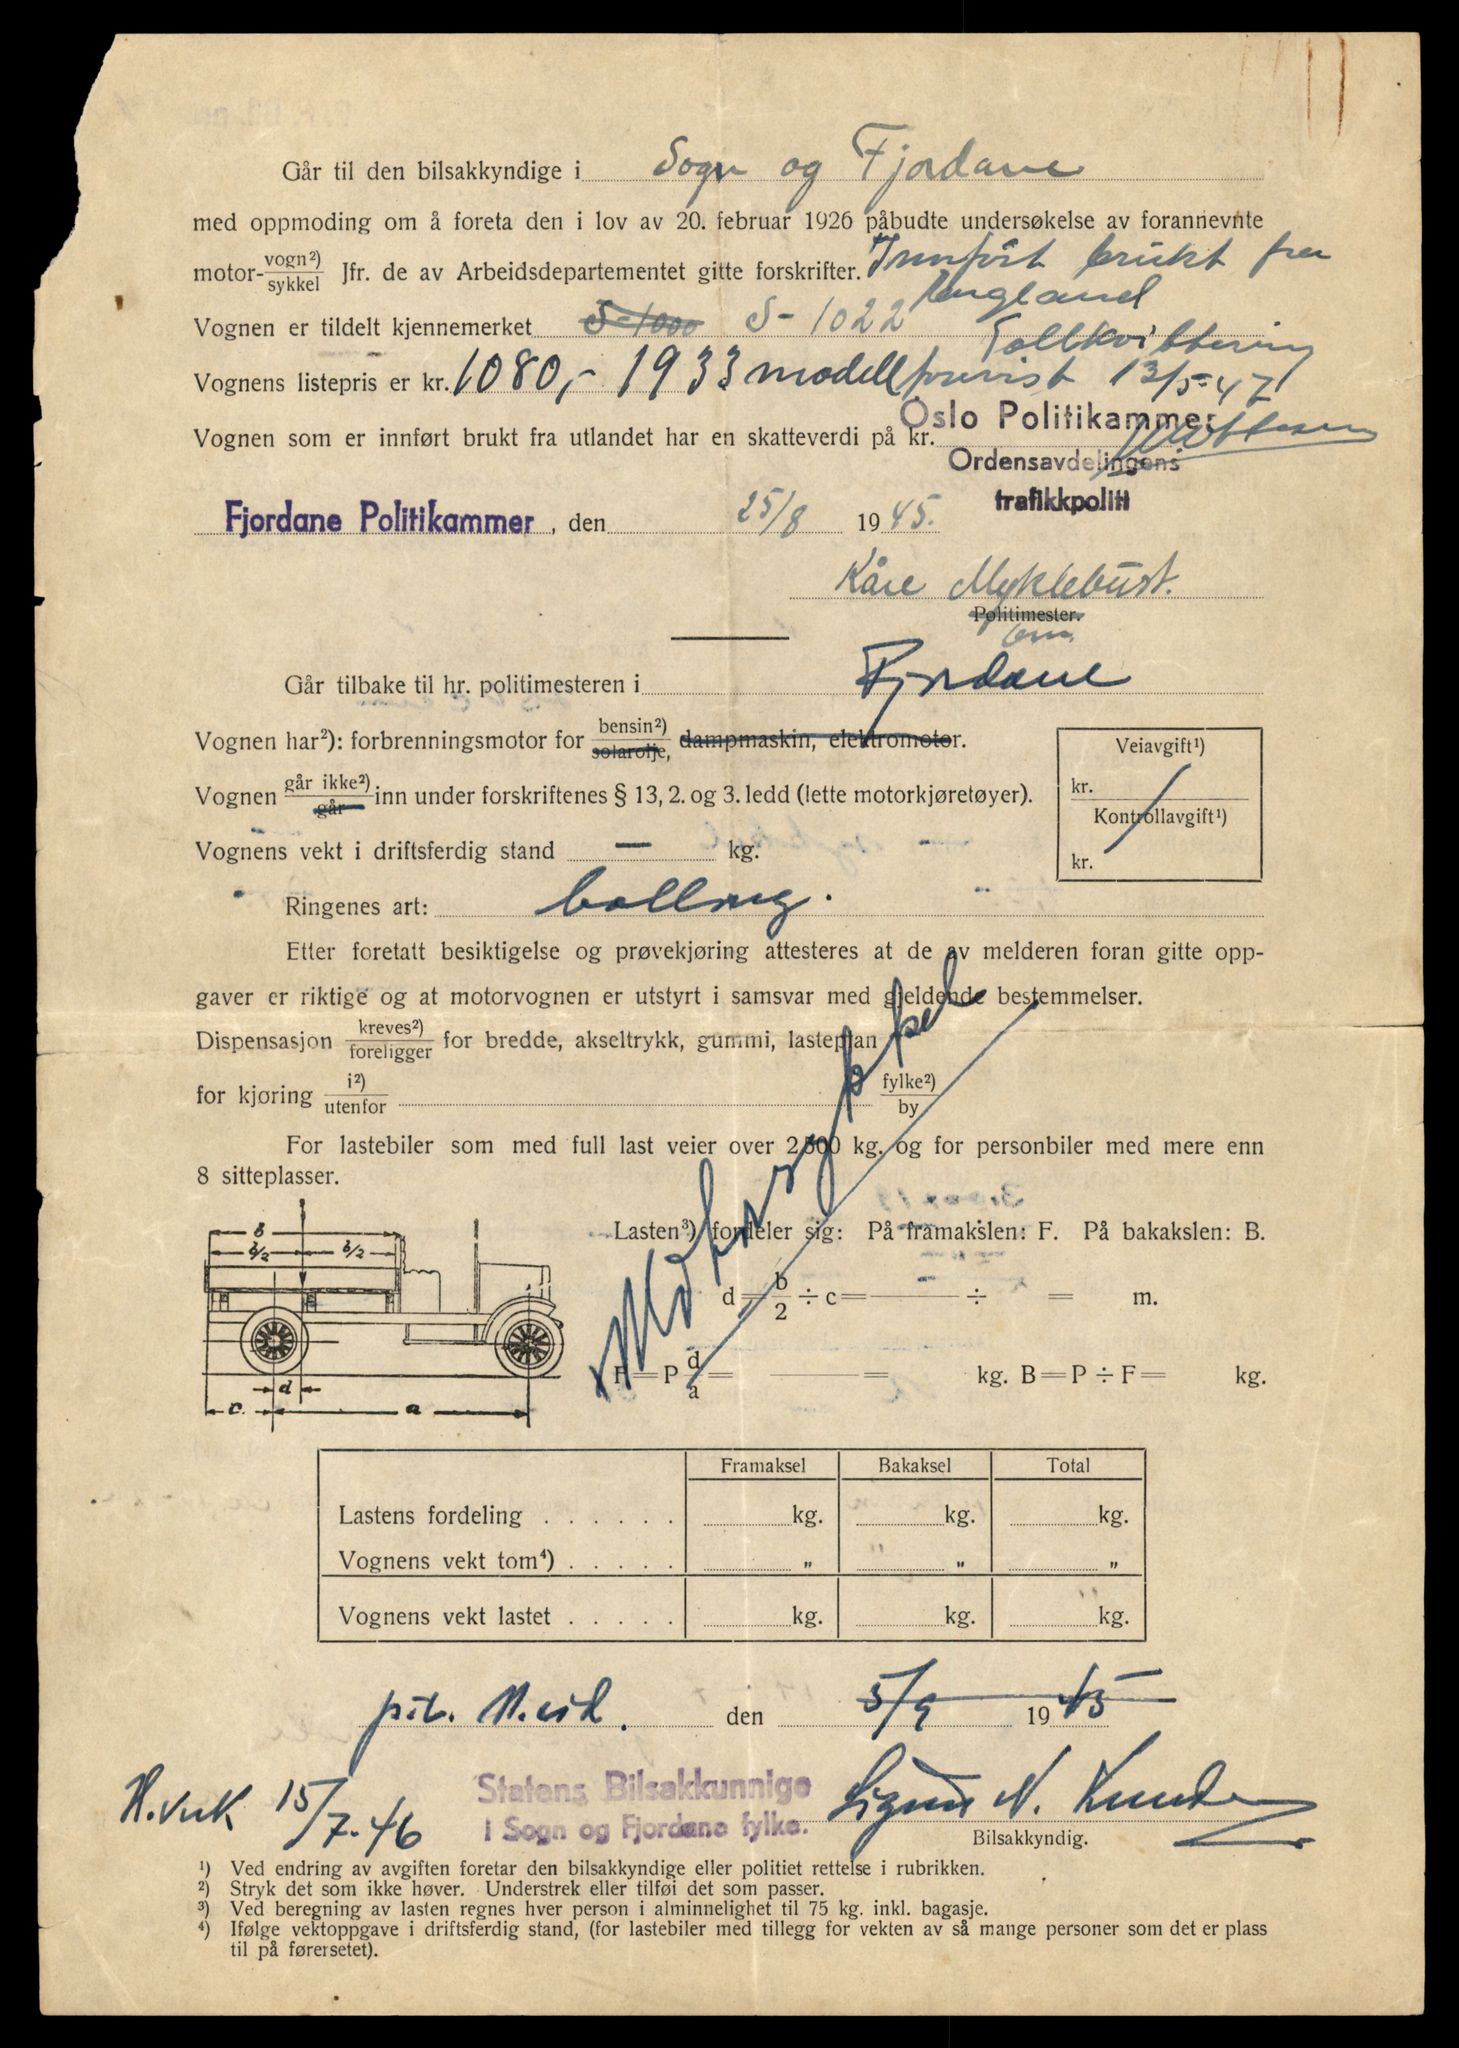 Går til den bilsakkyndige i Sogn og Fjordane
med oppmoding om å foreta den i lov av 20. februar 1926 påbudte undersøkelse av forannevnte
motor- vogn²) / sykkel Jfr. de av Arbeidsdepartementet gitte forskrifter. Innført brukt fra
England
Vognen er tildelt kjennemerket S-1000 S-1022
Tollkvittering
Vognens listepris er kr. 1080,- 1933 modell forevist 13/5-47
Oslo Politikammer
Vognen som er innført brukt fra utlandet har en skatteverdi på kr.
Ordensavdelingens
trafikkpoliti
Fjordane Politikammer, den 25/8 1945.
Kåre Myklebust.
Politimester.
Går tilbake til hr. politimesteren i Fjordane
Vognen har²): forbrenningsmotor for bensin²) / solarolje, dampmaskin, elektromotor.
Veiavgift¹)
kr.
Kontrollavgift¹)
kr.
Vognen går ikke²) / går inn under forskriftenes § 13, 2. og 3. ledd (lette motorkjøretøyer).
Vognens vekt i driftsferdig stand — kg.
Ringenes art: ballong.
Etter foretatt besiktigelse og prøvekjøring attesteres at de av melderen foran gitte opp-
gaver er riktige og at motorvognen er utstyrt i samsvar med gjeldende bestemmelser.
Dispensasjon kreves²) / foreligger for bredde, akseltrykk, gummi, lasteplan
for kjøring i²) / utenfor fylke²) / by
Motorsykkel
For lastebiler som med full last veier over 2500 kg. og for personbiler med mere enn
8 sitteplasser.
B
b/2 b/2
d
c. a
Lasten³) fordeler sig: På framakslen: F. På bakakslen: B.
d = b/2 ÷ c = ÷ = m.
F = P d/a = = kg. B = P ÷ F = kg.
Framaksel Bakaksel Total
Lastens fordeling . . . . . . kg. kg. kg.
Vognens vekt tom⁴) . . . . . „ „ „
Vognens vekt lastet . . . . . kg. kg. kg.
den 5/9 1945
H.vik 15/7-46
Statens Bilsakkunnige
i Sogn og Fjordane fylke.
Bilsakkyndig.
¹) Ved endring av avgiften foretar den bilsakkyndige eller politiet rettelse i rubrikken.
²) Stryk det som ikke høver. Understrek eller tilføi det som passer.
³) Ved beregning av lasten regnes hver person i alminnelighet til 75 kg. inkl. bagasje.
⁴) Ifølge vektoppgave i driftsferdig stand, (for lastebiler med tillegg for vekten av så mange personer som det er plass
til på førersetet).